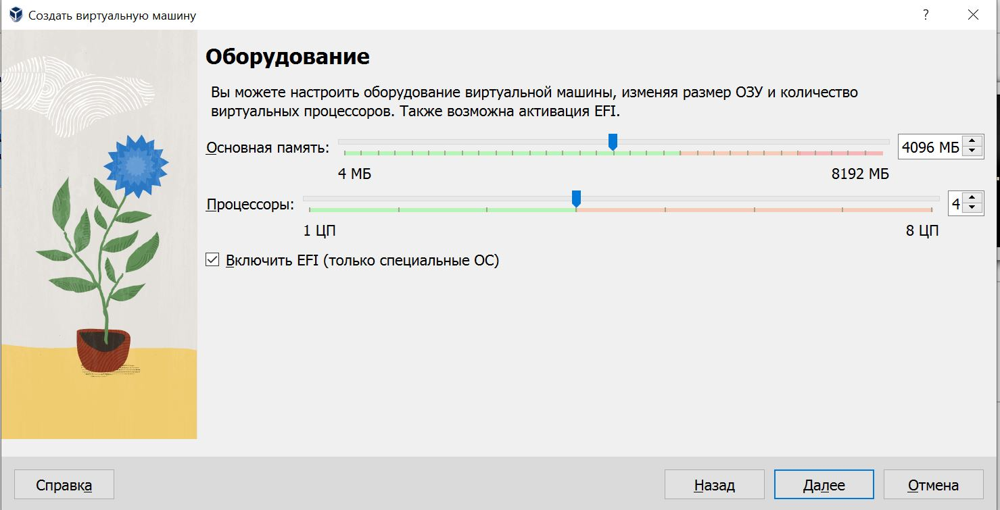 Создать виртуальную машину
?
Оборудование
Вы можете настроить оборудование виртуальной машины, изменяя размер ОЗУ и количество
виртуальных процессоров. Также возможна активация EFI.
Основная память:
4096 МБ
4 МБ
8192 МБ
Процессоры:
4
1 ЦП
8 ЦП
Включить EFI (только специальные ОС)
Справка
Назад
Далее
Отмена